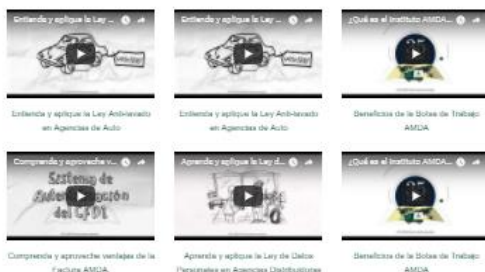 Entienda y aplique la Ley ...
Entienda y aplique la Ley ...
¿Qué es el Instituto AMDA...
Entienda y aplique la Ley Anti-lavado
en Agencias de Auto
Entienda y aplique la Ley Anti-lavado
en Agencias de Auto
Beneficios de la Bolsa de Trabajo
AMDA
Comprenda y aproveche v...
Aprenda y aplique la Ley d...
¿Qué es el Instituto AMDA...
Sistema de
del CFDI
Comprenda y aproveche ventajas de la
Factura AMDA
Aprenda y aplique la Ley de Datos
Personales en Agencias Distribuidoras
Beneficios de la Bolsa de Trabajo
AMDA